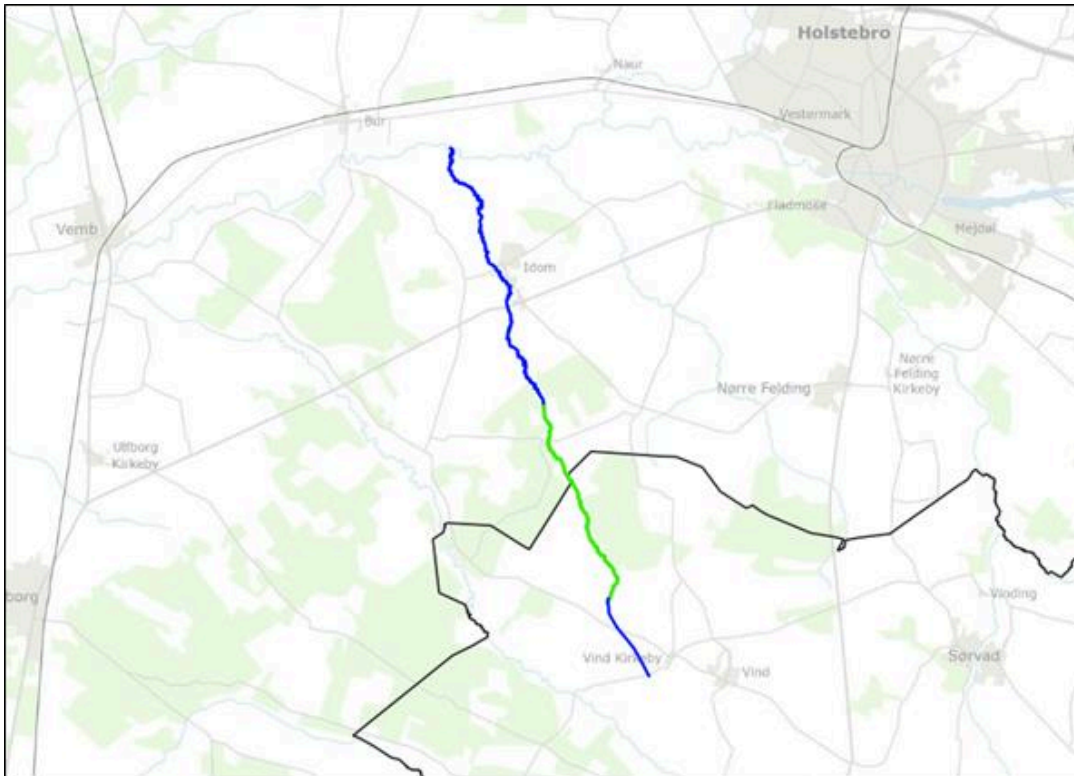 Holstebro
Naur
Vestermark
Bur
Vemb
Mejdal
Idom
Nørre
Felding
Kirkeby
Nørre Felding
Ulfborg
Kirkeby
Vinding
borg
Sørvad
Vind Kirkeby
Vind